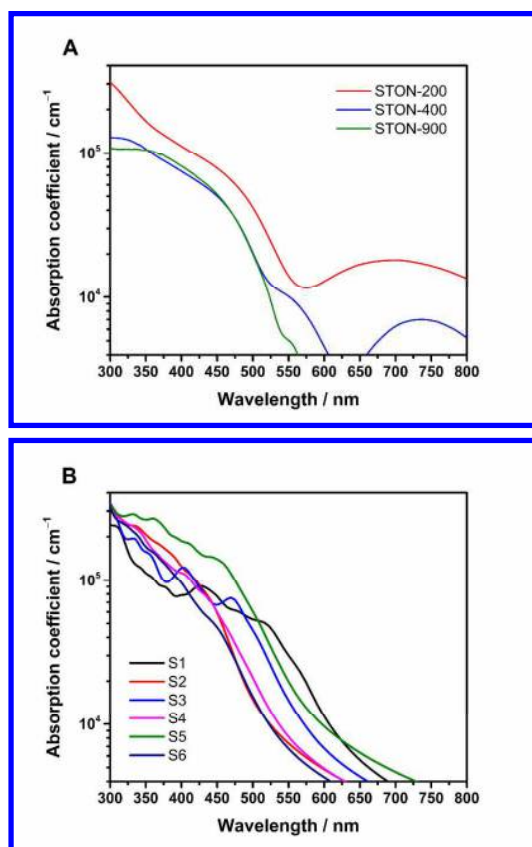 A
Absorption coefficient / cm⁻¹
STON-200
STON-400
STON-900
10⁵
10⁴
300 350 400 450 500 550 600 650 700 750 800
Wavelength / nm
B
Absorption coefficient / cm⁻¹
10⁵
10⁴
S1
S2
S3
S4
S5
S6
300 350 400 450 500 550 600 650 700 750 800
Wavelength / nm